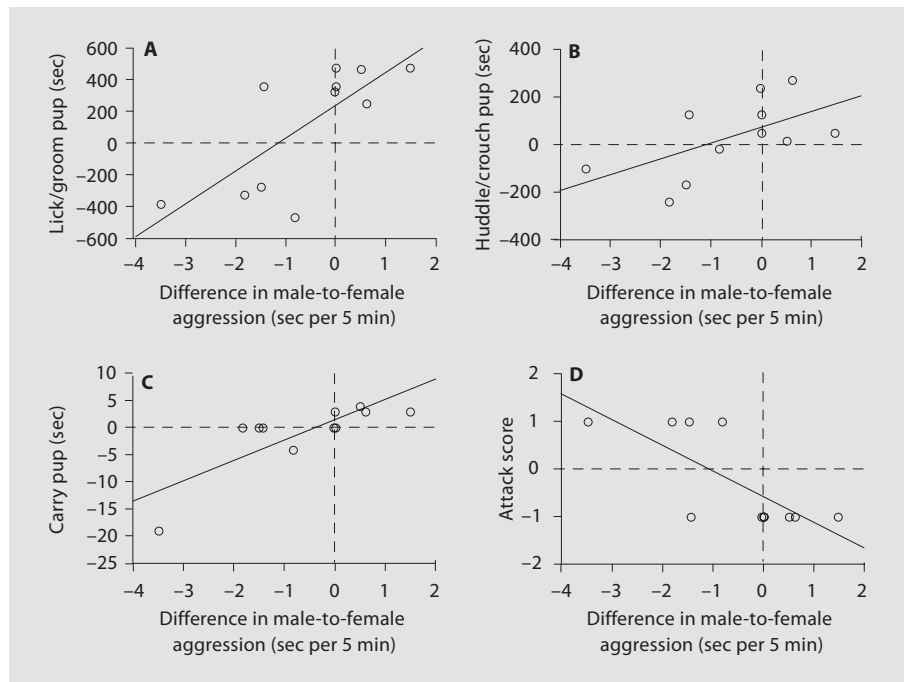 A
Lick/groom pup (sec)
600
400
200
0
−200
−400
−600
−4 −3 −2 −1 0 1 2
Difference in male-to-female
aggression (sec per 5 min)
B
Huddle/crouch pup (sec)
400
200
0
−200
−400
−4 −3 −2 −1 0 1 2
Difference in male-to-female
aggression (sec per 5 min)
C
Carry pup (sec)
10
5
0
−5
−10
−15
−20
−25
−4 −3 −2 −1 0 1 2
Difference in male-to-female
aggression (sec per 5 min)
D
Attack score
2
1
0
−1
−2
−4 −3 −2 −1 0 1 2
Difference in male-to-female
aggression (sec per 5 min)